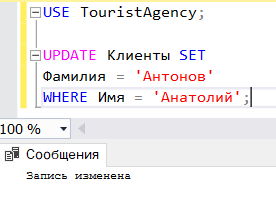 USE TouristAgency;
UPDATE Клиенты SET
Фамилия = 'Антонов'
WHERE Имя = 'Анатолий';
100 %
Сообщения
Запись изменена